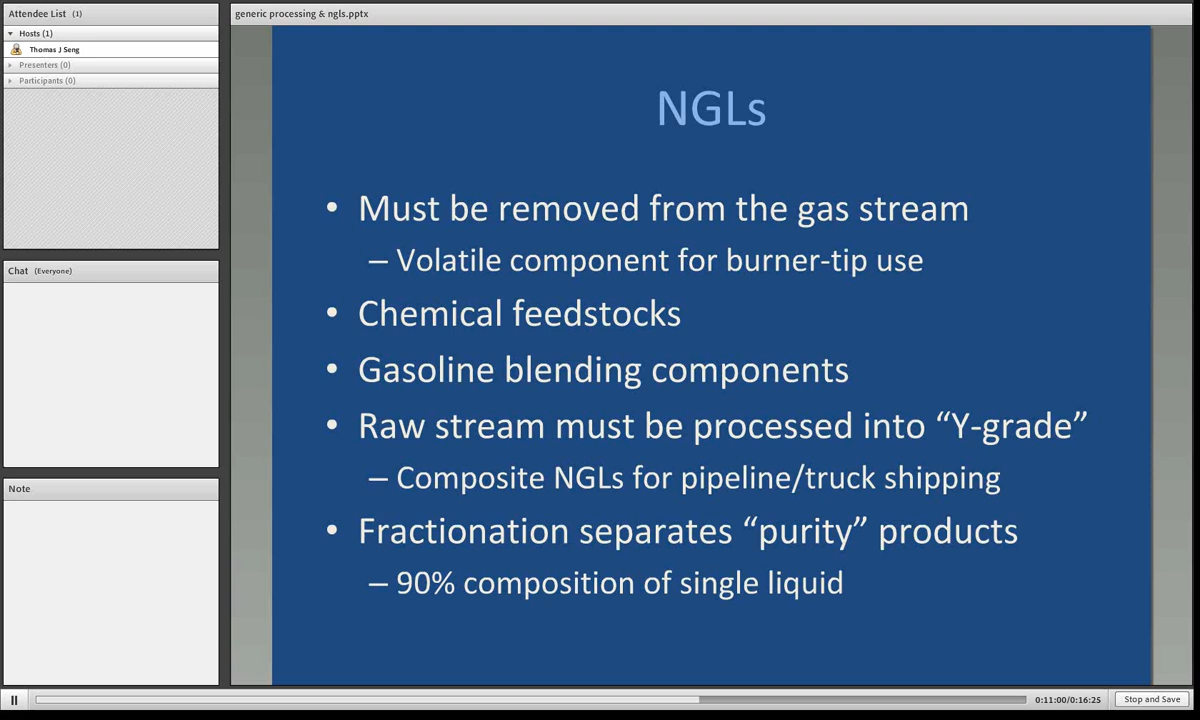 Attendee List (1)
Hosts (1)
Thomas J Seng
Presenters (0)
Participants (0)
Chat (Everyone)
Note
generic processing & ngls.pptx
NGLs
• Must be removed from the gas stream
– Volatile component for burner-tip use
• Chemical feedstocks
• Gasoline blending components
• Raw stream must be processed into “Y-grade”
– Composite NGLs for pipeline/truck shipping
• Fractionation separates “purity” products
– 90% composition of single liquid
0:11:00/0:16:25
Stop and Save